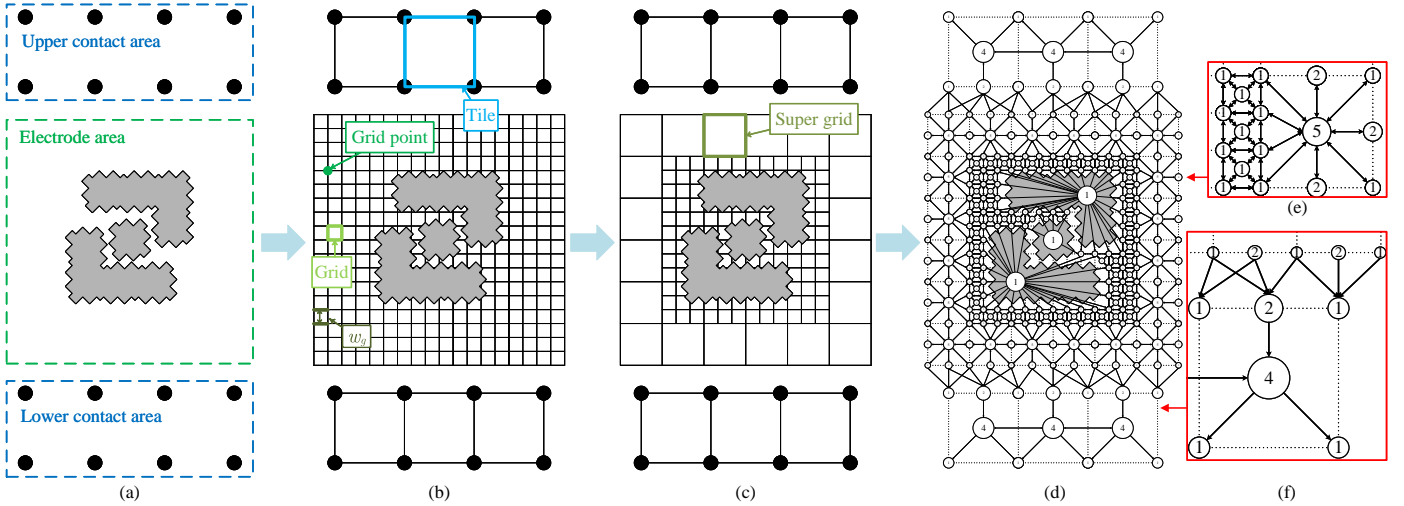 Upper contact area
Electrode area
Lower contact area
(a)
Tile
Grid point
Grid
w_g
(b)
Super grid
(c)
4 4 4
1
1
1
4 4 4
(d)
1 1 2 1
1
1 1
1 5 2
1 1
1
1 1 2 1
(e)
1 2 1 2 1
1 2 1
4
1 1
(f)